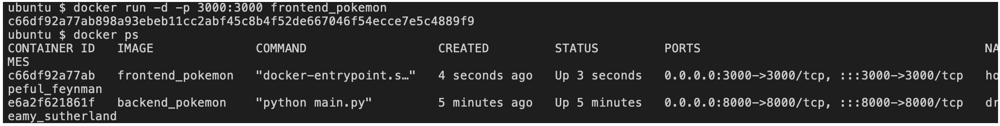 ubuntu $ docker run -d -p 3000:3000 frontend_pokemon
c66df92a77ab898a93ebeb11cc2abf45c8b4f52de667046f54ecce7e5c4889f9
ubuntu $ docker ps
CONTAINER ID   IMAGE              COMMAND                  CREATED         STATUS         PORTS                                       NA
MES
c66df92a77ab   frontend_pokemon   "docker-entrypoint.s…"   4 seconds ago   Up 3 seconds   0.0.0.0:3000->3000/tcp, :::3000->3000/tcp   ho
peful_feynman
e6a2f621861f   backend_pokemon    "python main.py"         5 minutes ago   Up 5 minutes   0.0.0.0:8000->8000/tcp, :::8000->8000/tcp   dr
eamy_sutherland